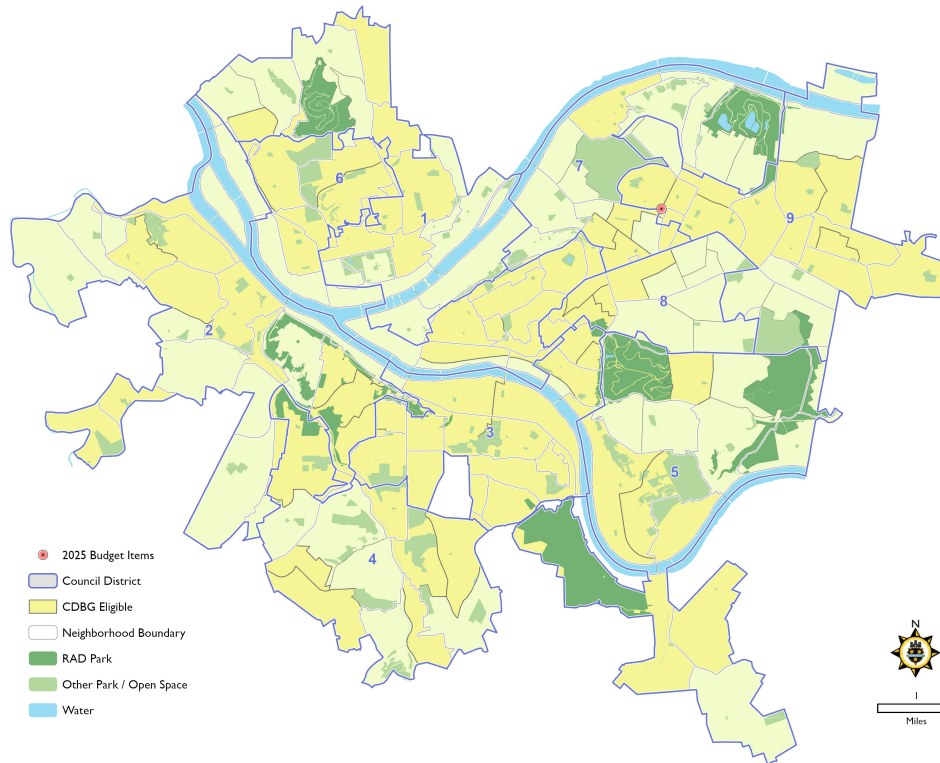 6
1
7
9
2
8
3
5
4
2025 Budget Items
Council District
CDBG Eligible
Neighborhood Boundary
RAD Park
Other Park / Open Space
Water
N
1
Miles